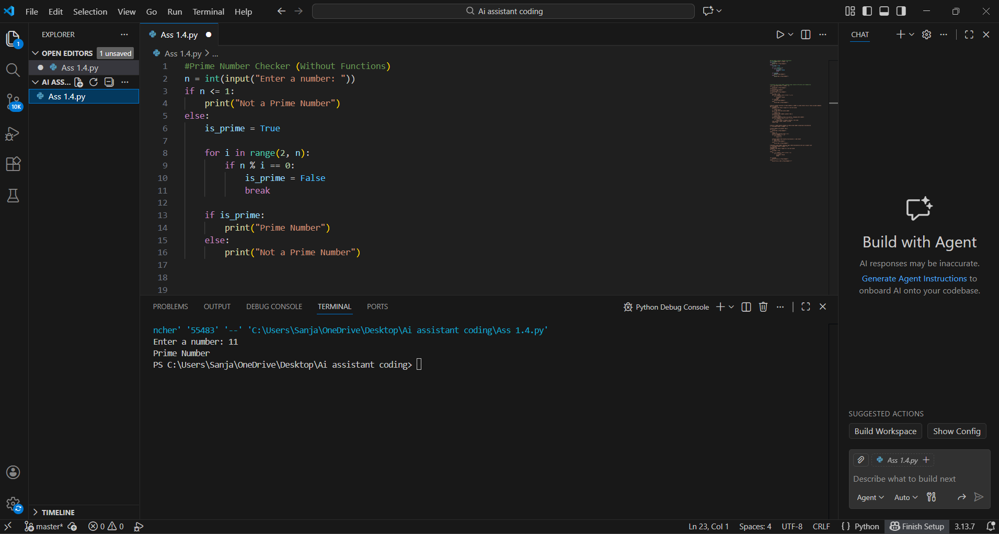 File Edit Selection View Go Run Terminal Help
Ai assistant coding
EXPLORER
1
OPEN EDITORS 1 unsaved
Ass 1.4.py
AI ASS...
Ass 1.4.py
10K
TIMELINE
Ass 1.4.py
Ass 1.4.py > ...
1 #Prime Number Checker (Without Functions)
2 n = int(input("Enter a number: "))
3 if n <= 1:
4     print("Not a Prime Number")
5 else:
6     is_prime = True
7
8     for i in range(2, n):
9         if n % i == 0:
10             is_prime = False
11             break
12
13     if is_prime:
14         print("Prime Number")
15     else:
16         print("Not a Prime Number")
17
18
19
PROBLEMS OUTPUT DEBUG CONSOLE TERMINAL PORTS
Python Debug Console
ncher' '55483' '--' 'C:\Users\Sanja\OneDrive\Desktop\Ai assistant coding\Ass 1.4.py'
Enter a number: 11
Prime Number
PS C:\Users\Sanja\OneDrive\Desktop\Ai assistant coding>
CHAT
Build with Agent
AI responses may be inaccurate.
Generate Agent Instructions to
onboard AI onto your codebase.
SUGGESTED ACTIONS
Build Workspace Show Config
Ass 1.4.py
Describe what to build next
Agent Auto
master* 0 0
Ln 23, Col 1 Spaces: 4 UTF-8 CRLF {} Python Finish Setup 3.13.7